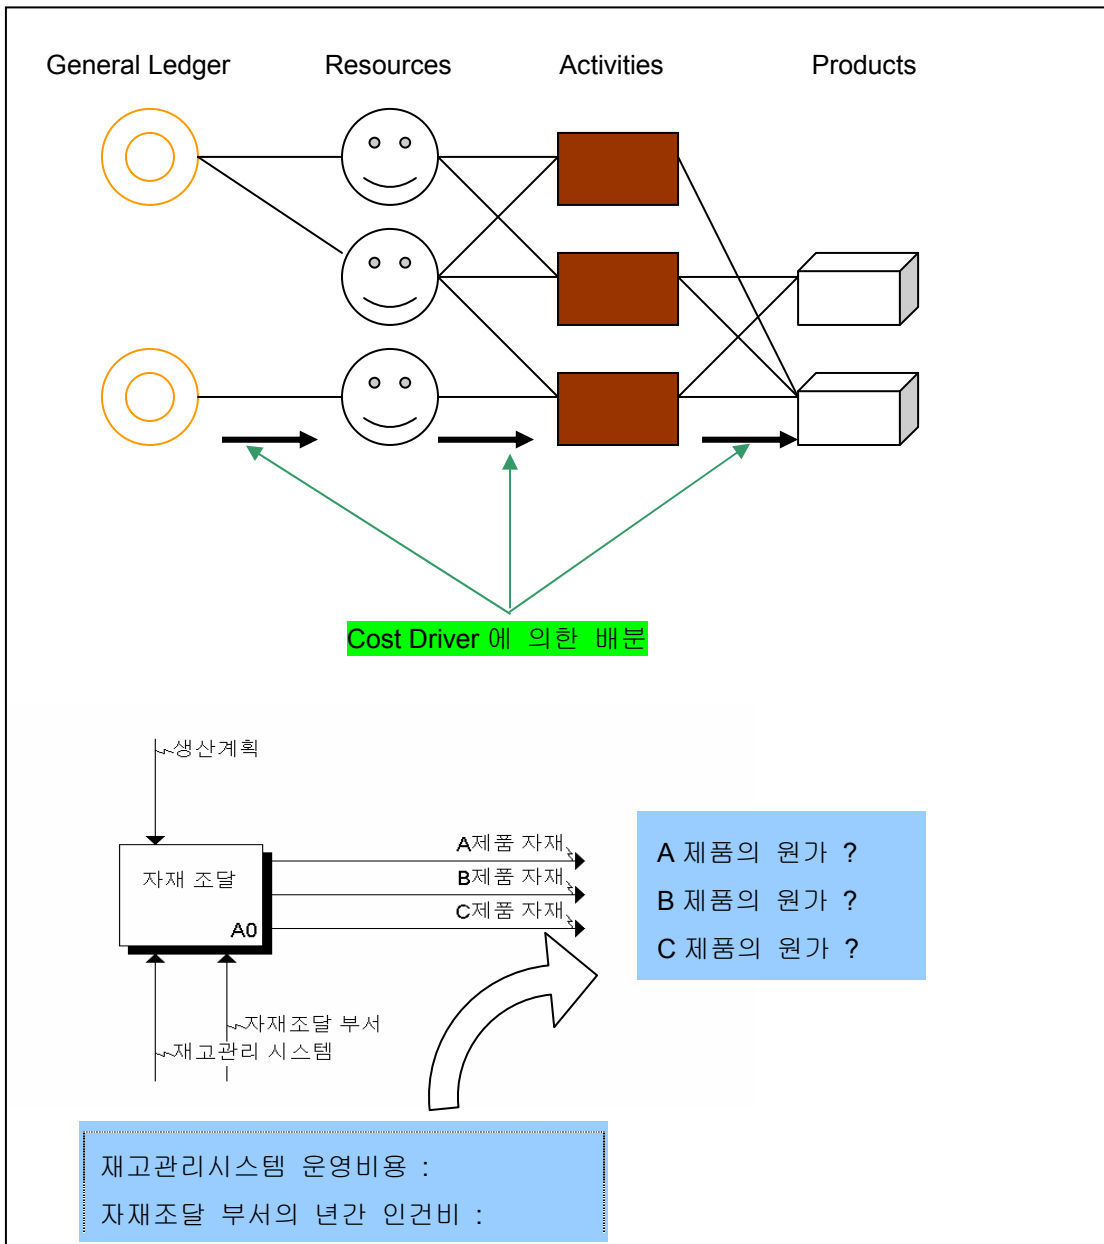 General Ledger Resources Activities Products
Cost Driver 에 의한 배분
생산계획
자재 조달
A0
A제품 자재
B제품 자재
C제품 자재
A 제품의 원가 ?
B 제품의 원가 ?
C 제품의 원가 ?
자재조달 부서
재고관리 시스템
재고관리시스템 운영비용 :
자재조달 부서의 년간 인건비 :